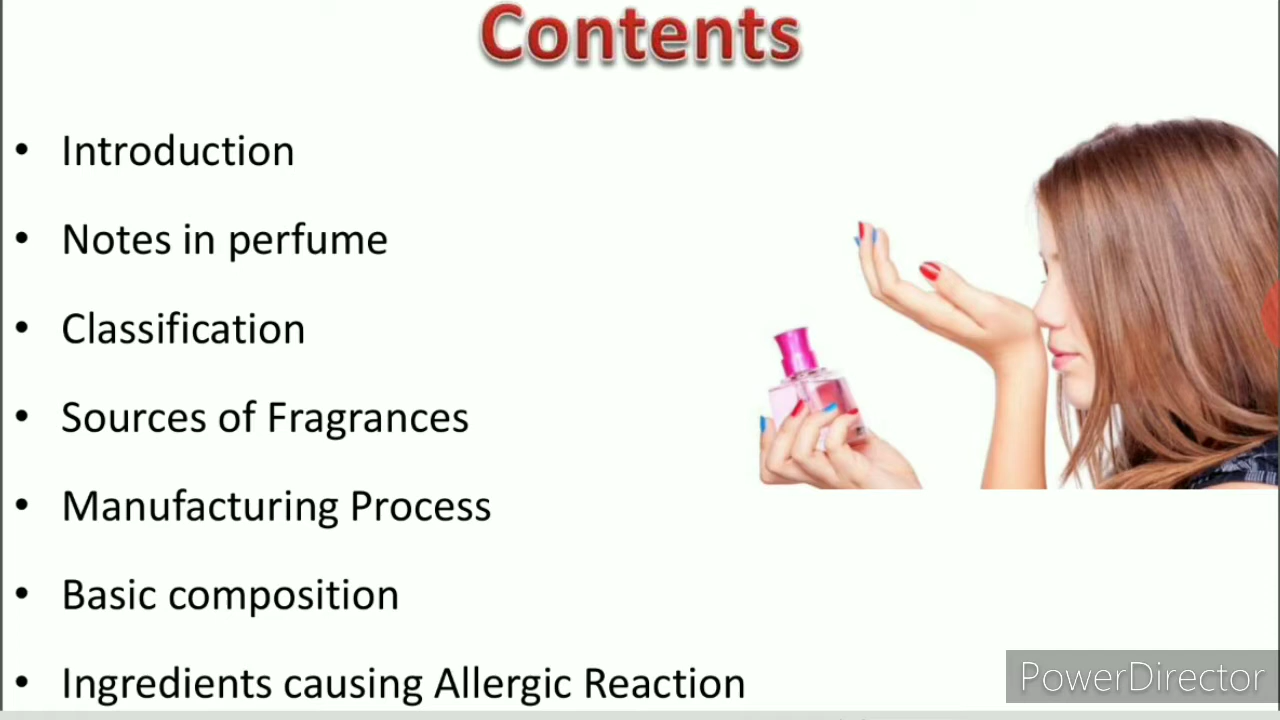 Contents
• Introduction
• Notes in perfume
• Classification
• Sources of Fragrances
• Manufacturing Process
• Basic composition
• Ingredients causing Allergic Reaction
PowerDirector